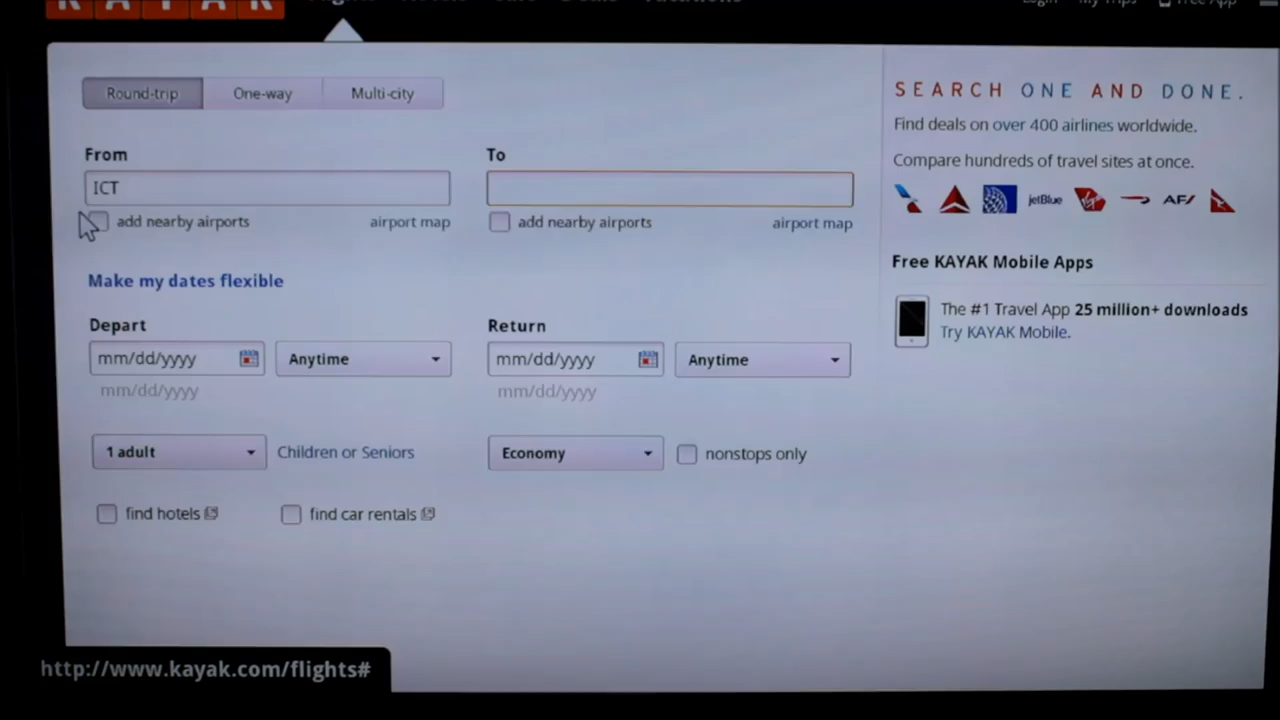 KAYAK
Round-trip One-way Multi-city
From To
ICT
add nearby airports airport map add nearby airports airport map
Make my dates flexible
Depart Return
mm/dd/yyyy Anytime mm/dd/yyyy Anytime
mm/dd/yyyy mm/dd/yyyy
1 adult Children or Seniors Economy nonstops only
find hotels find car rentals
SEARCH ONE AND DONE.
Find deals on over 400 airlines worldwide.
Compare hundreds of travel sites at once.
jetBlue AF/
Free KAYAK Mobile Apps
The #1 Travel App 25 million+ downloads
Try KAYAK Mobile.
http://www.kayak.com/flights#